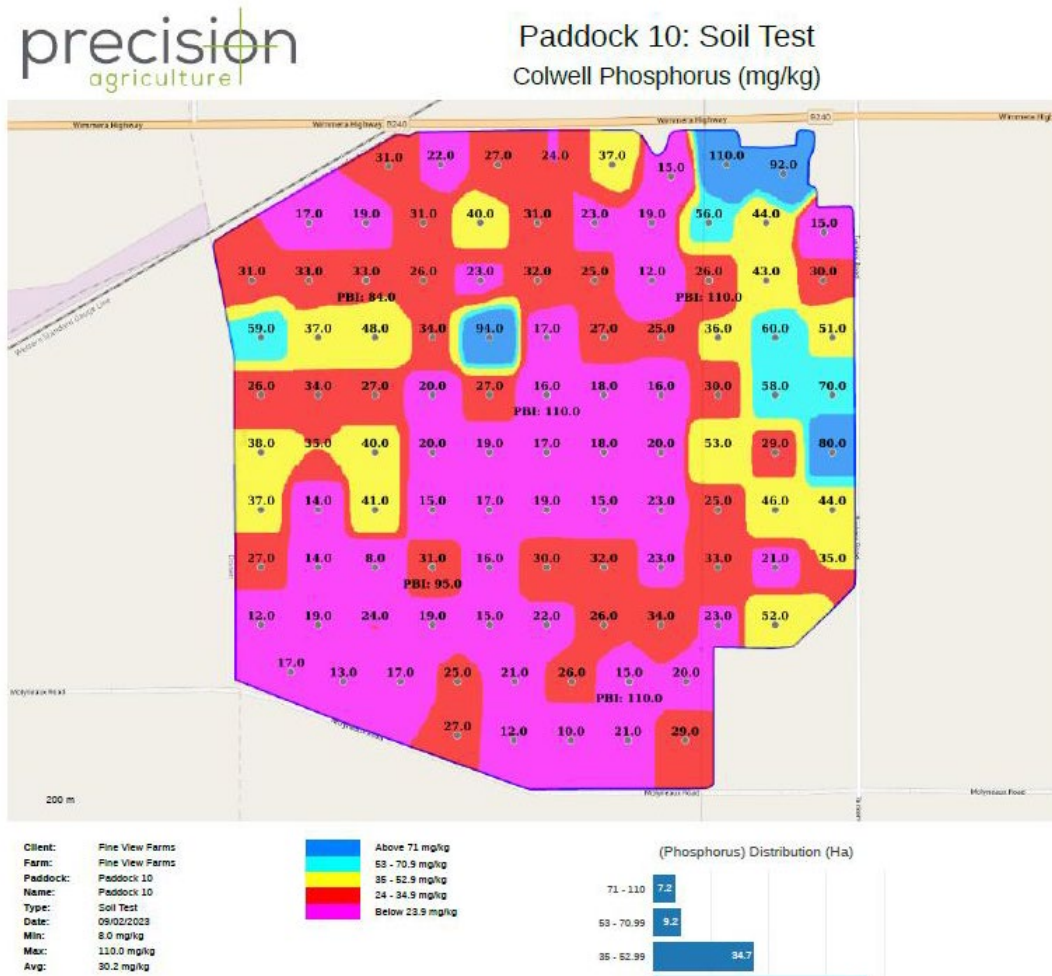 precision
agriculture
Paddock 10: Soil Test
Colwell Phosphorus (mg/kg)
Wimmera Highway
Wimmera Highway B240
Wimmera Highway
B240
31.0 22.0 27.0 24.0 37.0 15.0 110.0 92.0
17.0 19.0 31.0 40.0 31.0 23.0 19.0 56.0 44.0 15.0
31.0 33.0 33.0 26.0 23.0 32.0 25.0 12.0 26.0 43.0 30.0
PBI: 84.0 PBI: 110.0
Western Standard Gauge Line
59.0 37.0 48.0 34.0 94.0 17.0 27.0 25.0 36.0 60.0 51.0
26.0 34.0 27.0 20.0 27.0 16.0 18.0 16.0 30.0 58.0 70.0
PBI: 110.0
38.0 35.0 40.0 20.0 19.0 17.0 18.0 20.0 53.0 29.0 80.0
37.0 14.0 41.0 15.0 17.0 19.0 15.0 23.0 25.0 46.0 44.0
27.0 14.0 8.0 31.0 16.0 30.0 32.0 23.0 33.0 21.0 35.0
PBI: 95.0
12.0 19.0 24.0 19.0 15.0 22.0 26.0 34.0 23.0 52.0
17.0 13.0 17.0 25.0 21.0 26.0 15.0 20.0
PBI: 110.0
Molyneaux Road
27.0 12.0 10.0 21.0 29.0
Molyneaux Road
Molyneaux Road
Molyneaux Road
200 m
Client: Fine View Farms
Farm: Fine View Farms
Paddock: Paddock 10
Name: Paddock 10
Type: Soil Test
Date: 09/02/2023
Min: 8.0 mg/kg
Max: 110.0 mg/kg
Avg: 30.2 mg/kg
Above 71 mg/kg
53 - 70.9 mg/kg
35 - 52.9 mg/kg
24 - 34.9 mg/kg
Below 23.9 mg/kg
(Phosphorus) Distribution (Ha)
71 - 110 7.2
53 - 70.99 9.2
35 - 52.99 34.7